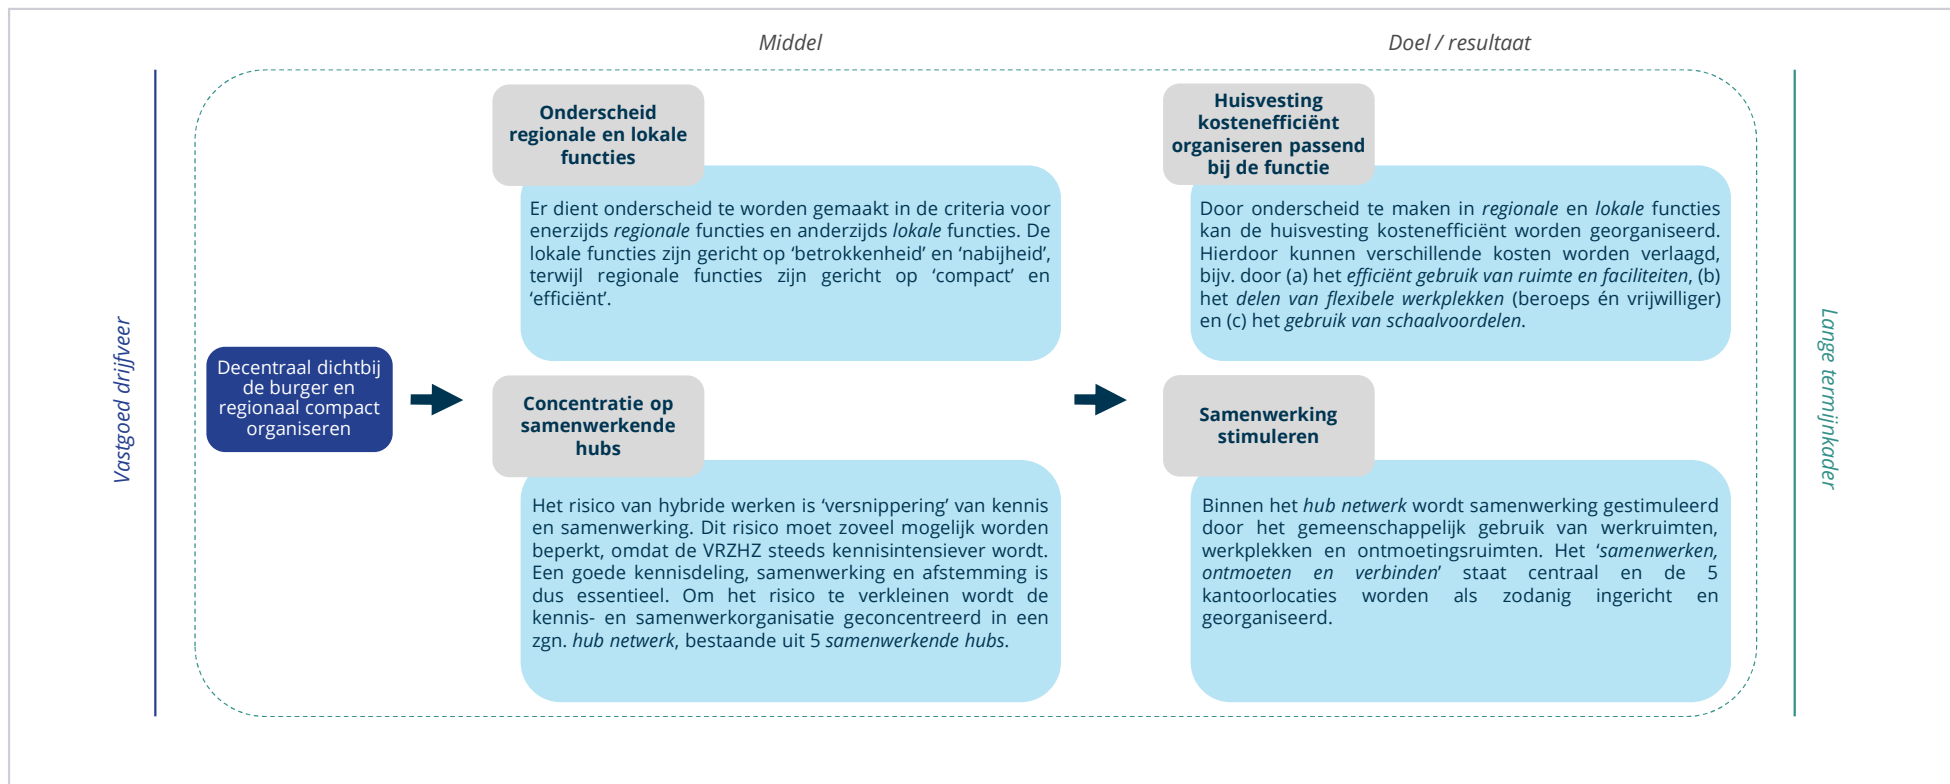 Middel
Doel / resultaat
Vastgoed drijfveer
Decentraal dichtbij
de burger en
regionaal compact
organiseren
Onderscheid
regionale en lokale
functies
Er dient onderscheid te worden gemaakt in de criteria voor
enerzijds regionale functies en anderzijds lokale functies. De
lokale functies zijn gericht op ‘betrokkenheid’ en ‘nabijheid’,
terwijl regionale functies zijn gericht op ‘compact’ en
‘efficiënt’.
Concentratie op
samenwerkende
hubs
Het risico van hybride werken is ‘versnippering’ van kennis
en samenwerking. Dit risico moet zoveel mogelijk worden
beperkt, omdat de VRZHZ steeds kennisintensiever wordt.
Een goede kennisdeling, samenwerking en afstemming is
dus essentieel. Om het risico te verkleinen wordt de
kennis- en samenwerkorganisatie geconcentreerd in een
zgn. hub netwerk, bestaande uit 5 samenwerkende hubs.
Huisvesting
kostenefficiënt
organiseren passend
bij de functie
Door onderscheid te maken in regionale en lokale functies
kan de huisvesting kostenefficiënt worden georganiseerd.
Hierdoor kunnen verschillende kosten worden verlaagd,
bijv. door (a) het efficiënt gebruik van ruimte en faciliteiten, (b)
het delen van flexibele werkplekken (beroeps én vrijwilliger)
en (c) het gebruik van schaalvoordelen.
Samenwerking
stimuleren
Binnen het hub netwerk wordt samenwerking gestimuleerd
door het gemeenschappelijk gebruik van werkruimten,
werkplekken en ontmoetingsruimten. Het ‘samenwerken,
ontmoeten en verbinden’ staat centraal en de 5
kantoorlocaties worden als zodanig ingericht en
georganiseerd.
Lange termijnkader